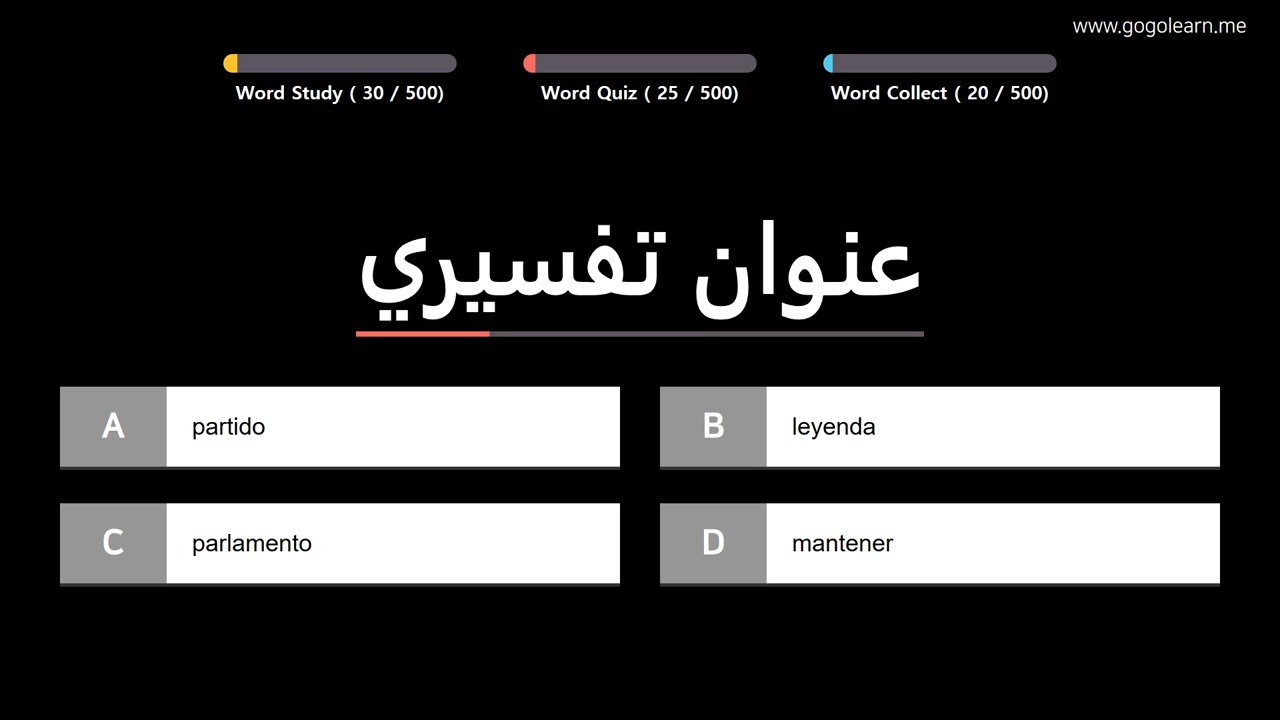 www.gogolearn.me
Word Study ( 30 / 500)
Word Quiz ( 25 / 500)
Word Collect ( 20 / 500)
عنوان تفسيري
A
partido
B
leyenda
C
parlamento
D
mantener